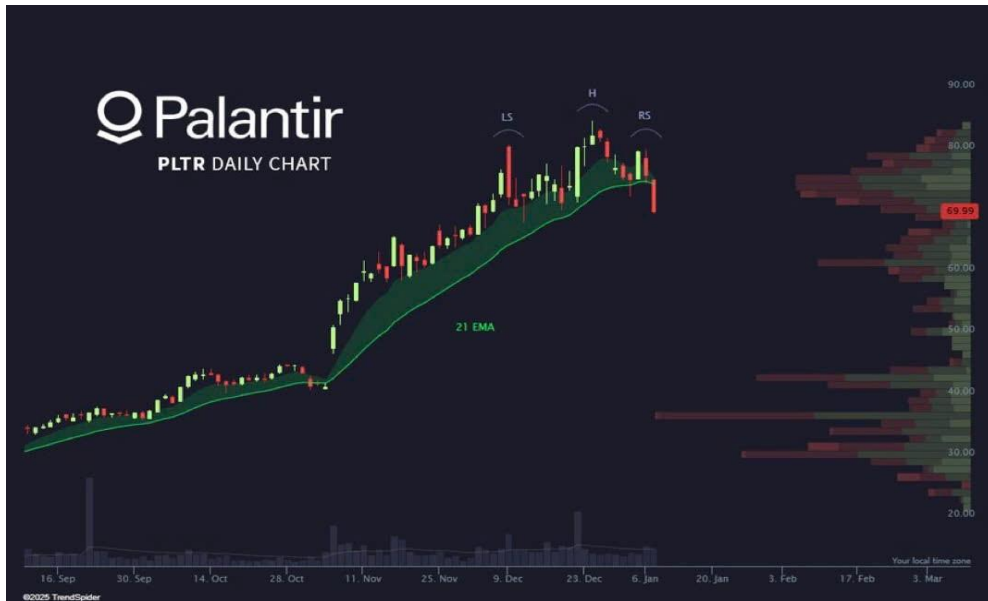 90.00
H
LS
RS
Palantir
80.00
PLTR DAILY CHART
69.99
60.00
21 EMA
50.00
40.00
30.00
20.00
Your local time zone
16. Sep 30. Sep 14. Oct 28. Oct 11. Nov 25. Nov 9. Dec 23. Dec 6. Jan 20. Jan 3. Feb 17. Feb 3. Mar
©2025 TrendSpider